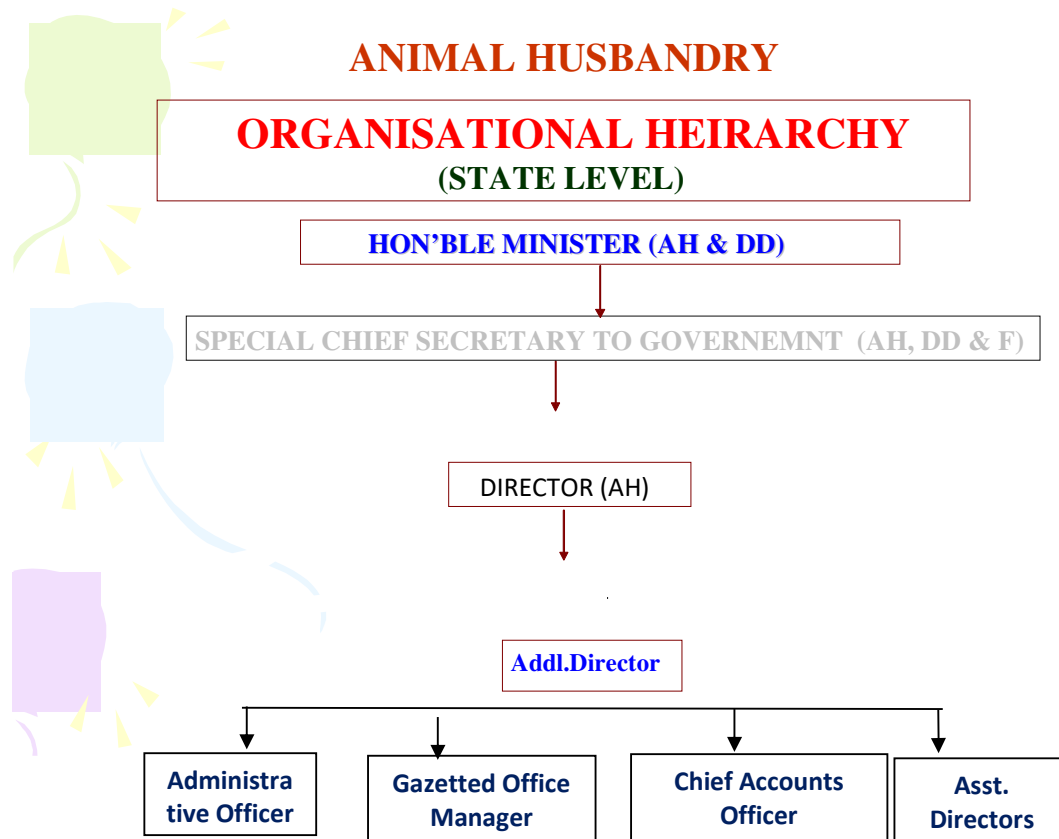 ANIMAL HUSBANDRY
ORGANISATIONAL HEIRARCHY
(STATE LEVEL)
HON'BLE MINISTER (AH & DD)
SPECIAL CHIEF SECRETARY TO GOVERNEMNT (AH, DD & F)
DIRECTOR (AH)
.
Addl.Director
Administra
tive Officer
Gazetted Office
Manager
Chief Accounts
Officer
Asst.
Directors